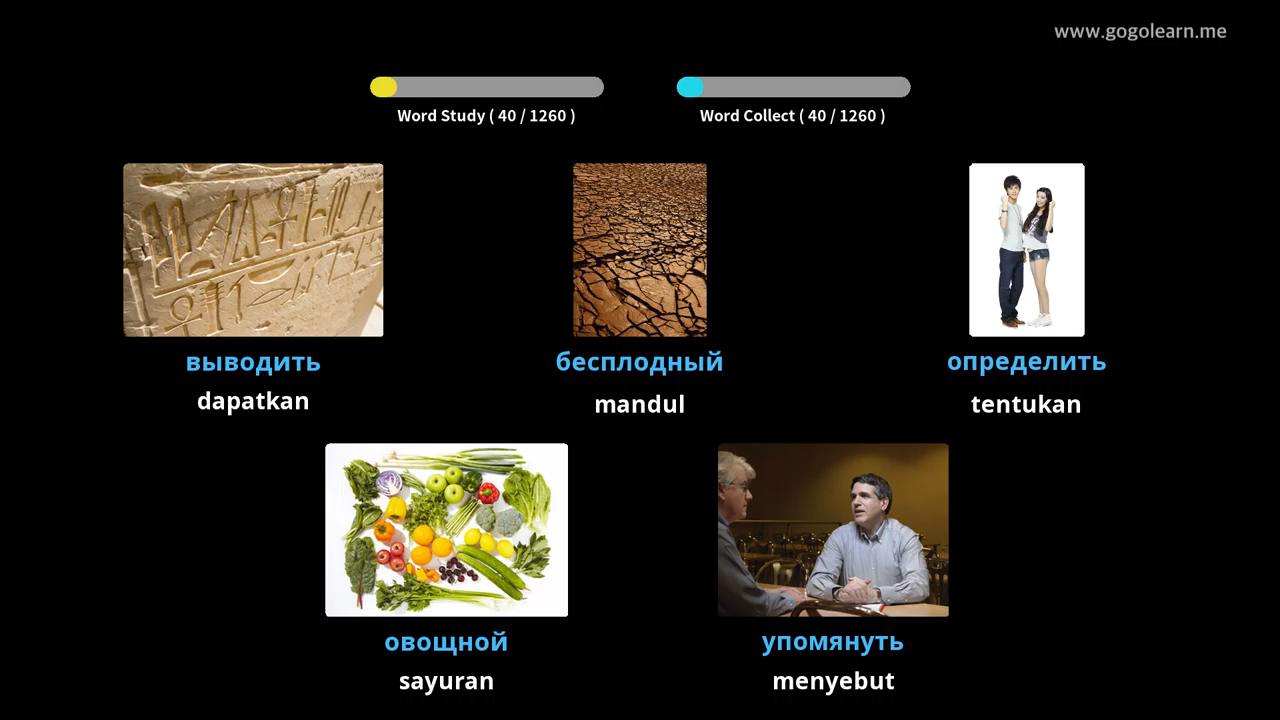 www.gogolearn.me
Word Study ( 40 / 1260 )
Word Collect ( 40 / 1260 )
выводить
dapatkan
бесплодный
mandul
определить
tentukan
овощной
sayuran
упомянуть
menyebut